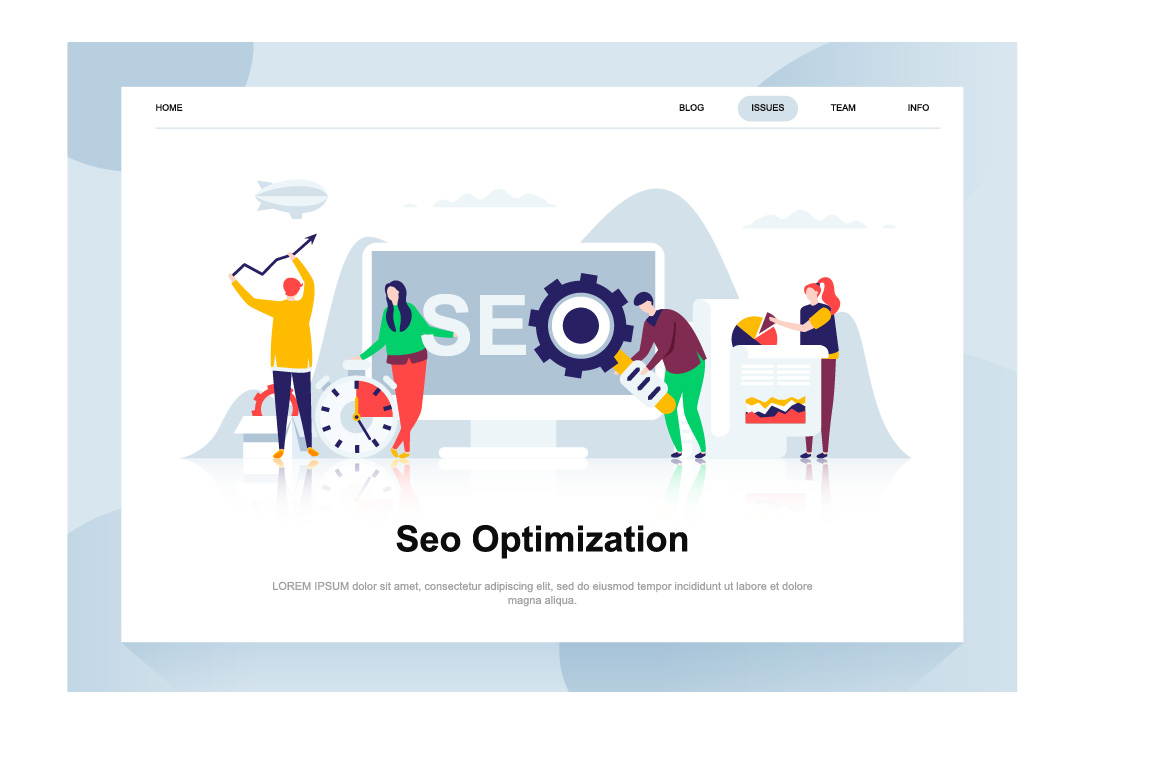 HOME BLOG ISSUES TEAM INFO
SEO
Seo Optimization
LOREM IPSUM dolor sit amet, consectetur adipiscing elit, sed do eiusmod tempor incididunt ut labore et dolore
magna aliqua.